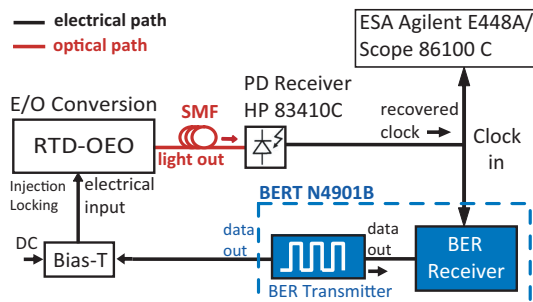 electrical path
optical path
ESA Agilent E448A/
Scope 86100 C
PD Receiver
HP 83410C
E/O Conversion
SMF
RTD-OEO
light out
recovered
clock
Clock
in
Injection
Locking
electrical
input
BERT N4901B
data
out
data
out
DC
Bias-T
BER
Receiver
BER Transmitter